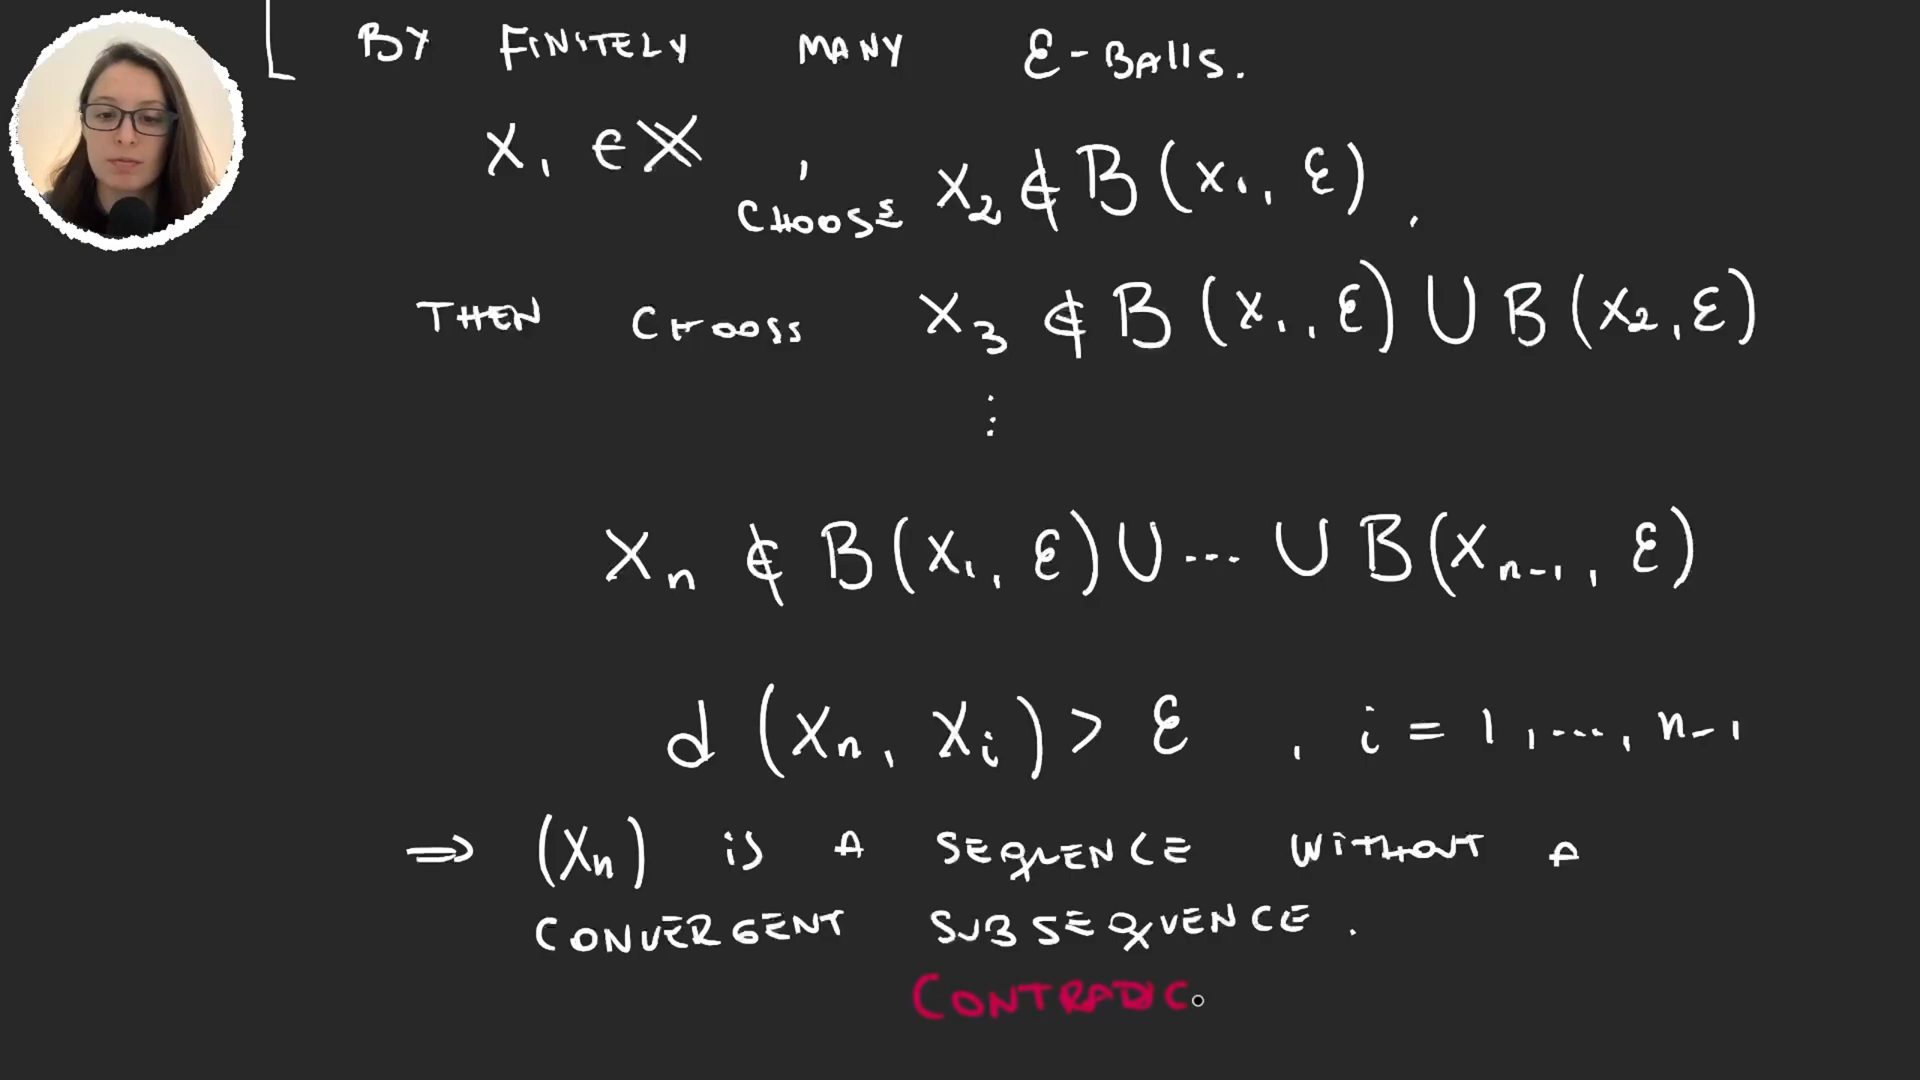 BY FINITELY MANY ε-BALLS.
X₁ ∈ 𝕏, CHOOSE X₂ ∉ B(X₁, ε).
THEN CHOOSE X₃ ∉ B(X₁, ε) ∪ B(X₂, ε)
⋮
Xₙ ∉ B(X₁, ε) ∪ ... ∪ B(Xₙ₋₁, ε)
d(Xₙ, Xᵢ) > ε , i = 1, ..., n-1
⇒ (Xₙ) is A SEQUENCE WITHOUT A
CONVERGENT SUBSEQUENCE.
CONTRADIC